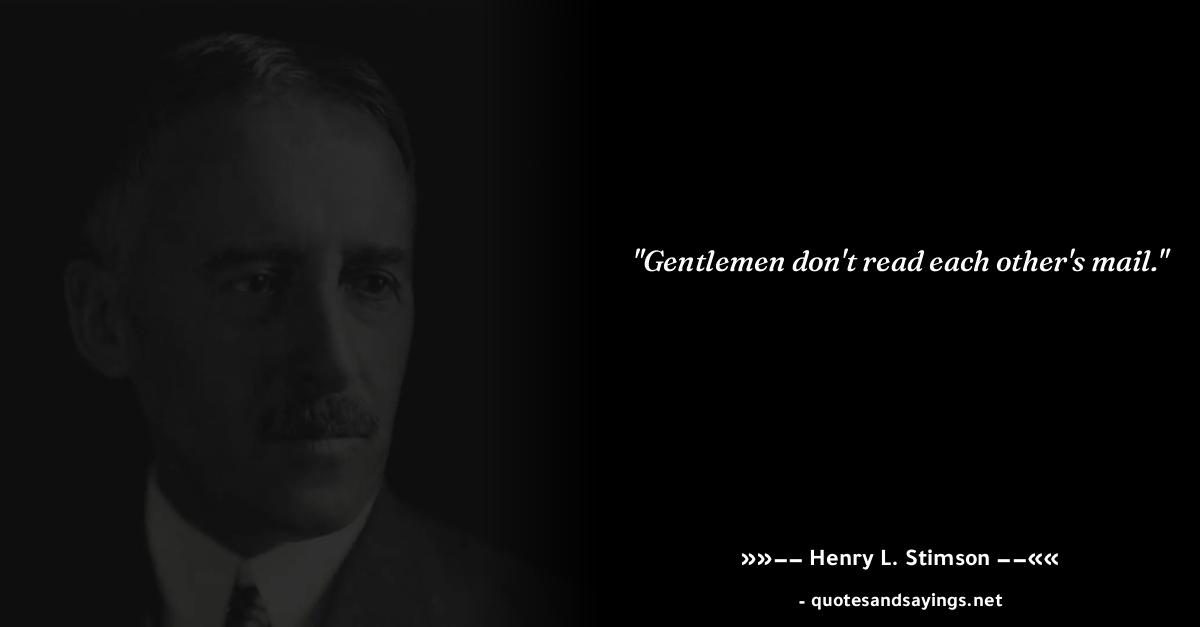 "Gentlemen don't read each other's mail."
»»−− Henry L. Stimson −−««
- quotesandsayings.net